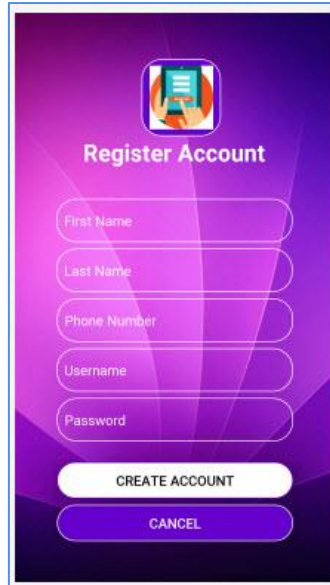 Register Account
First Name
Last Name
Phone Number
Username
Password
CREATE ACCOUNT
CANCEL